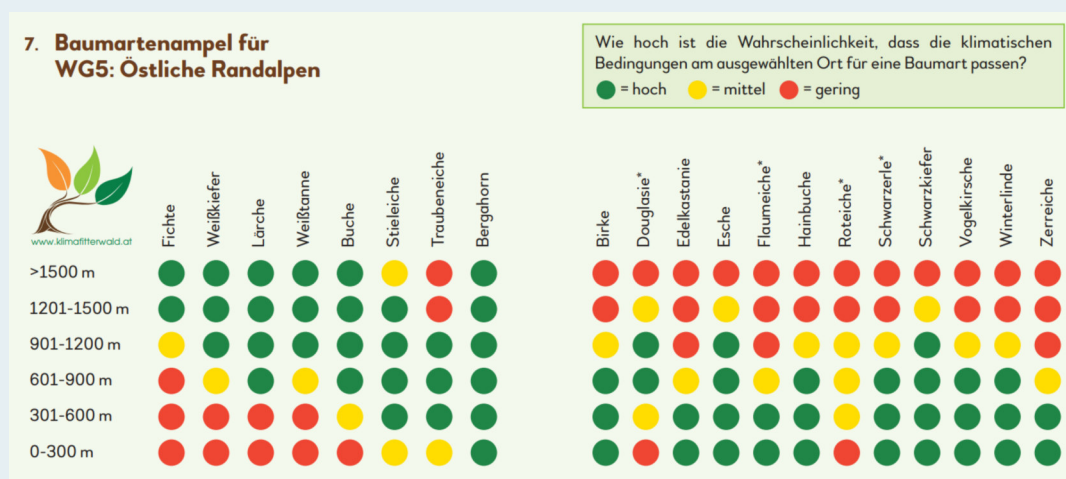 7. Baumartenampel für
WG5: Östliche Randalpen
Wie hoch ist die Wahrscheinlichkeit, dass die klimatischen
Bedingungen am ausgewählten Ort für eine Baumart passen?
= hoch = mittel = gering
www.klimafitterwald.at
Fichte
Weißkiefer
Lärche
Weißtanne
Buche
Stieleiche
Traubeneiche
Bergahorn
Birke
Douglasie*
Edelkastanie
Esche
Flaumeiche*
Hainbuche
Roteiche*
Schwarzerle*
Schwarzkiefer
Vogelkirsche
Winterlinde
Zerreiche
>1500 m
1201-1500 m
901-1200 m
601-900 m
301-600 m
0-300 m